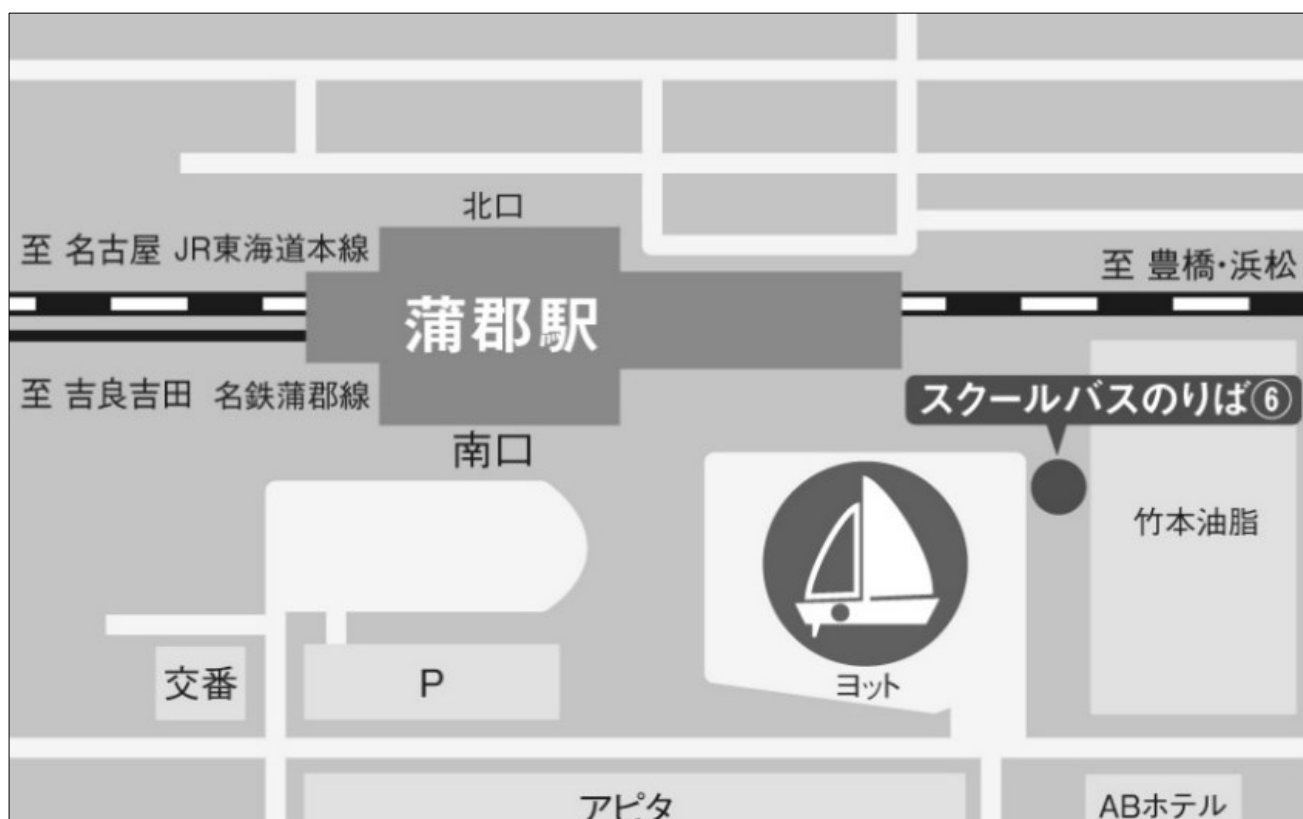 北口
至 名古屋 JR東海道本線
至 豊橋・浜松
蒲郡駅
至 吉良吉田 名鉄蒲郡線
スクールバスのりば⑥
南口
竹本油脂
交番
P
ヨット
アピタ
ABホテル